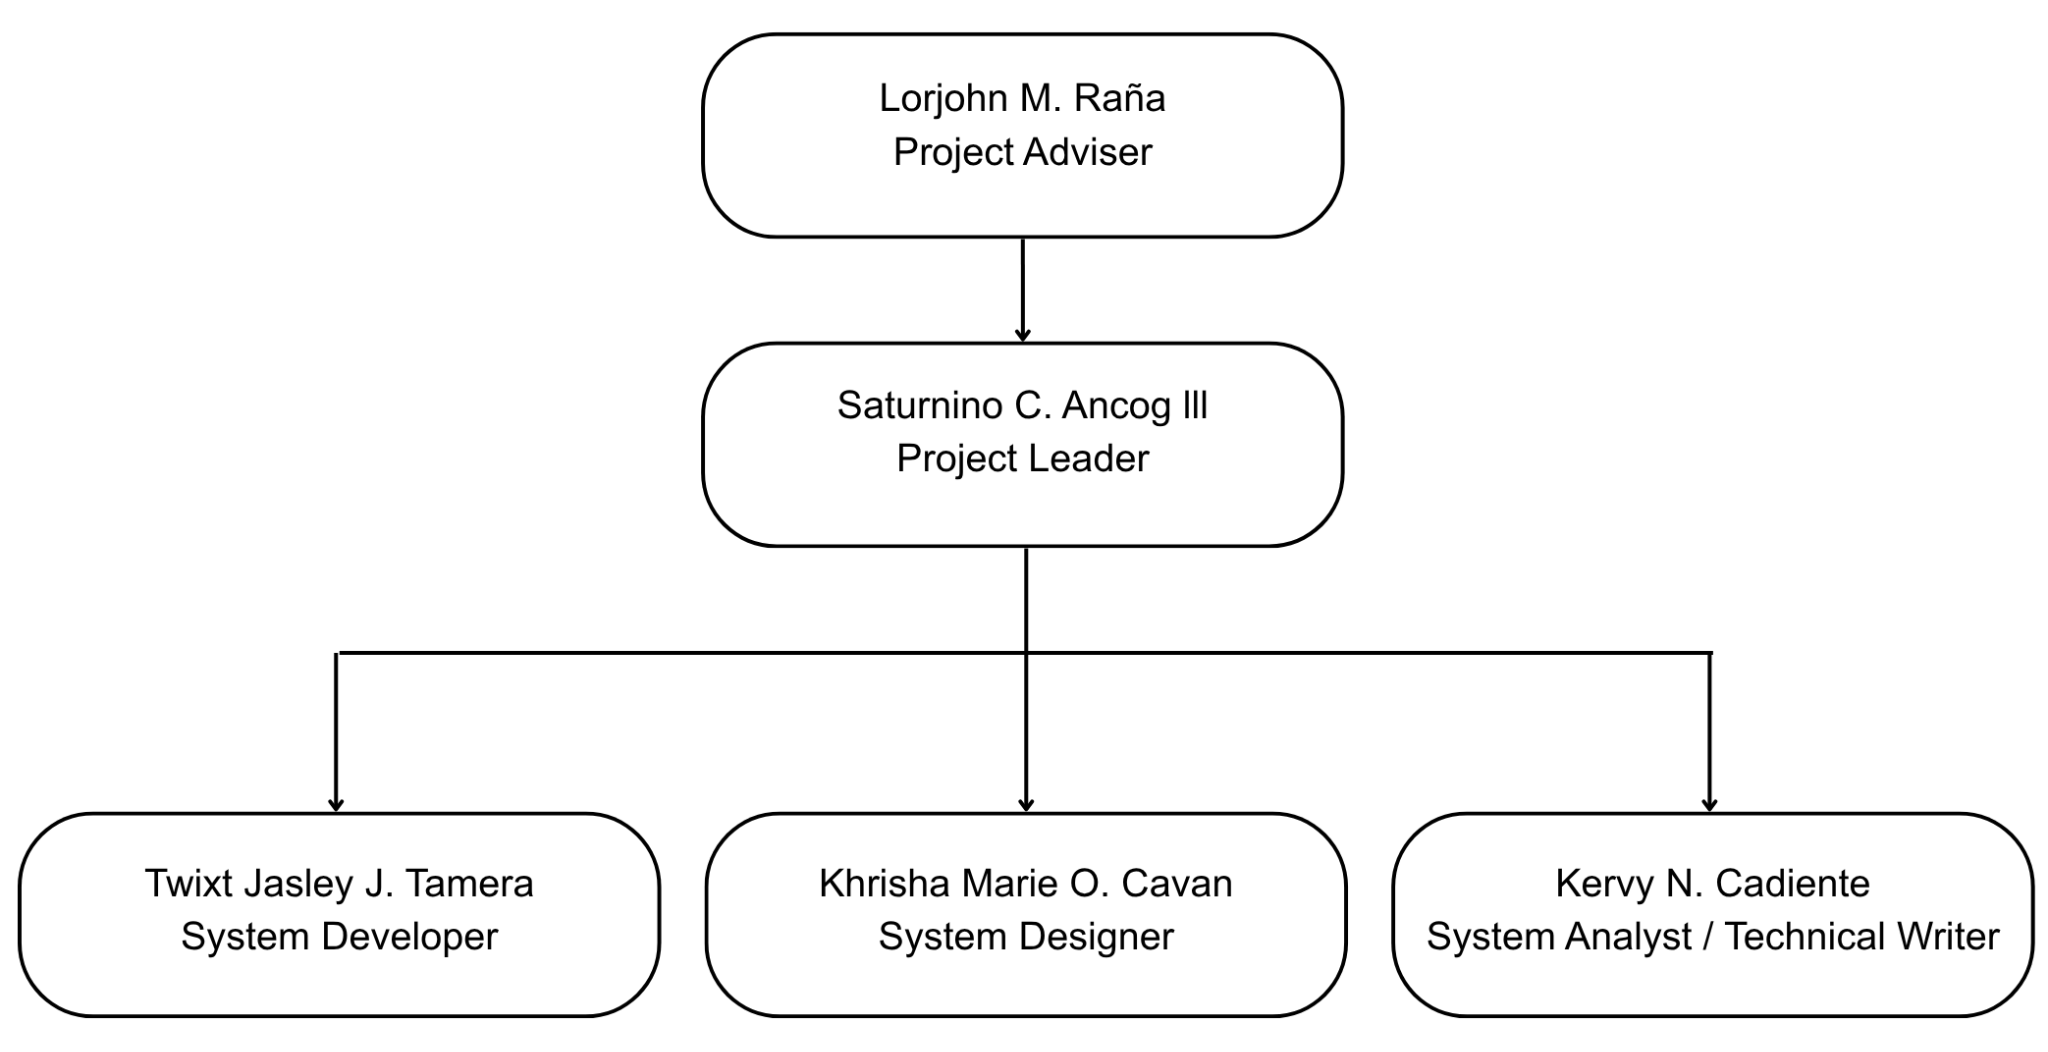 Lorjohn M. Raña
Project Adviser
Saturnino C. Ancog lll
Project Leader
Twixt Jasley J. Tamera
System Developer
Khrisha Marie O. Cavan
System Designer
Kervy N. Cadiente
System Analyst / Technical Writer